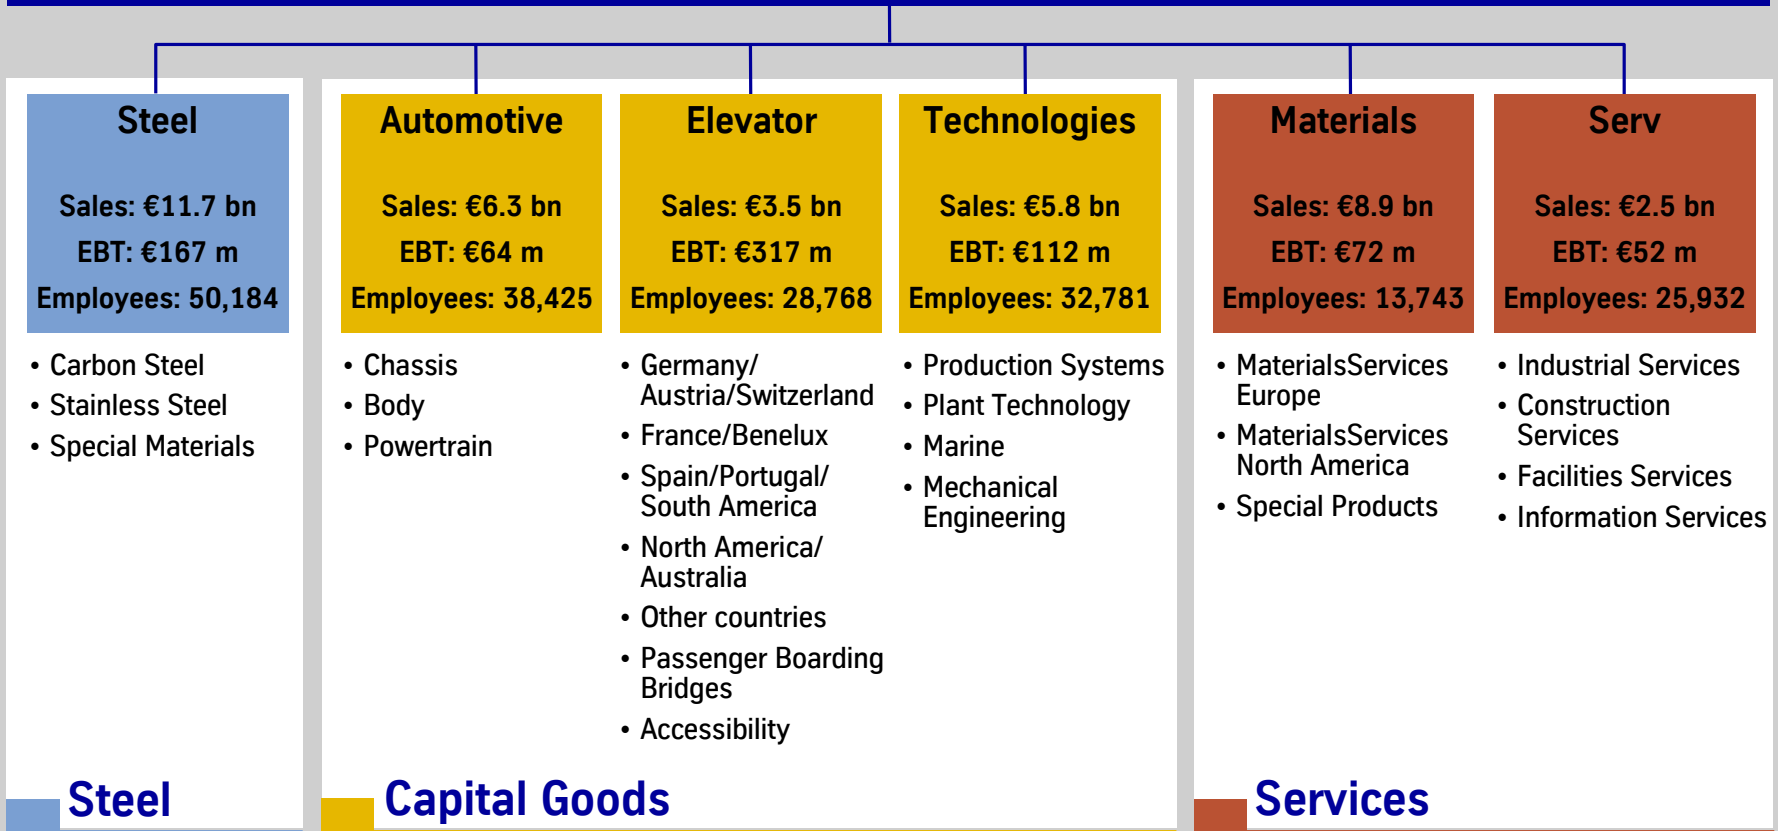 Steel
Sales: €11.7 bn
EBT: €167 m
Employees: 50,184
• Carbon Steel
• Stainless Steel
• Special Materials
Steel
Automotive
Sales: €6.3 bn
EBT: €64 m
Employees: 38,425
• Chassis
• Body
• Powertrain
Elevator
Sales: €3.5 bn
EBT: €317 m
Employees: 28,768
• Germany/
Austria/Switzerland
• France/Benelux
• Spain/Portugal/
South America
• North America/
Australia
• Other countries
• Passenger Boarding
Bridges
• Accessibility
Technologies
Sales: €5.8 bn
EBT: €112 m
Employees: 32,781
• Production Systems
• Plant Technology
• Marine
• Mechanical
Engineering
Capital Goods
Materials
Sales: €8.9 bn
EBT: €72 m
Employees: 13,743
• MaterialsServices
Europe
• MaterialsServices
North America
• Special Products
Serv
Sales: €2.5 bn
EBT: €52 m
Employees: 25,932
• Industrial Services
• Construction
Services
• Facilities Services
• Information Services
Services